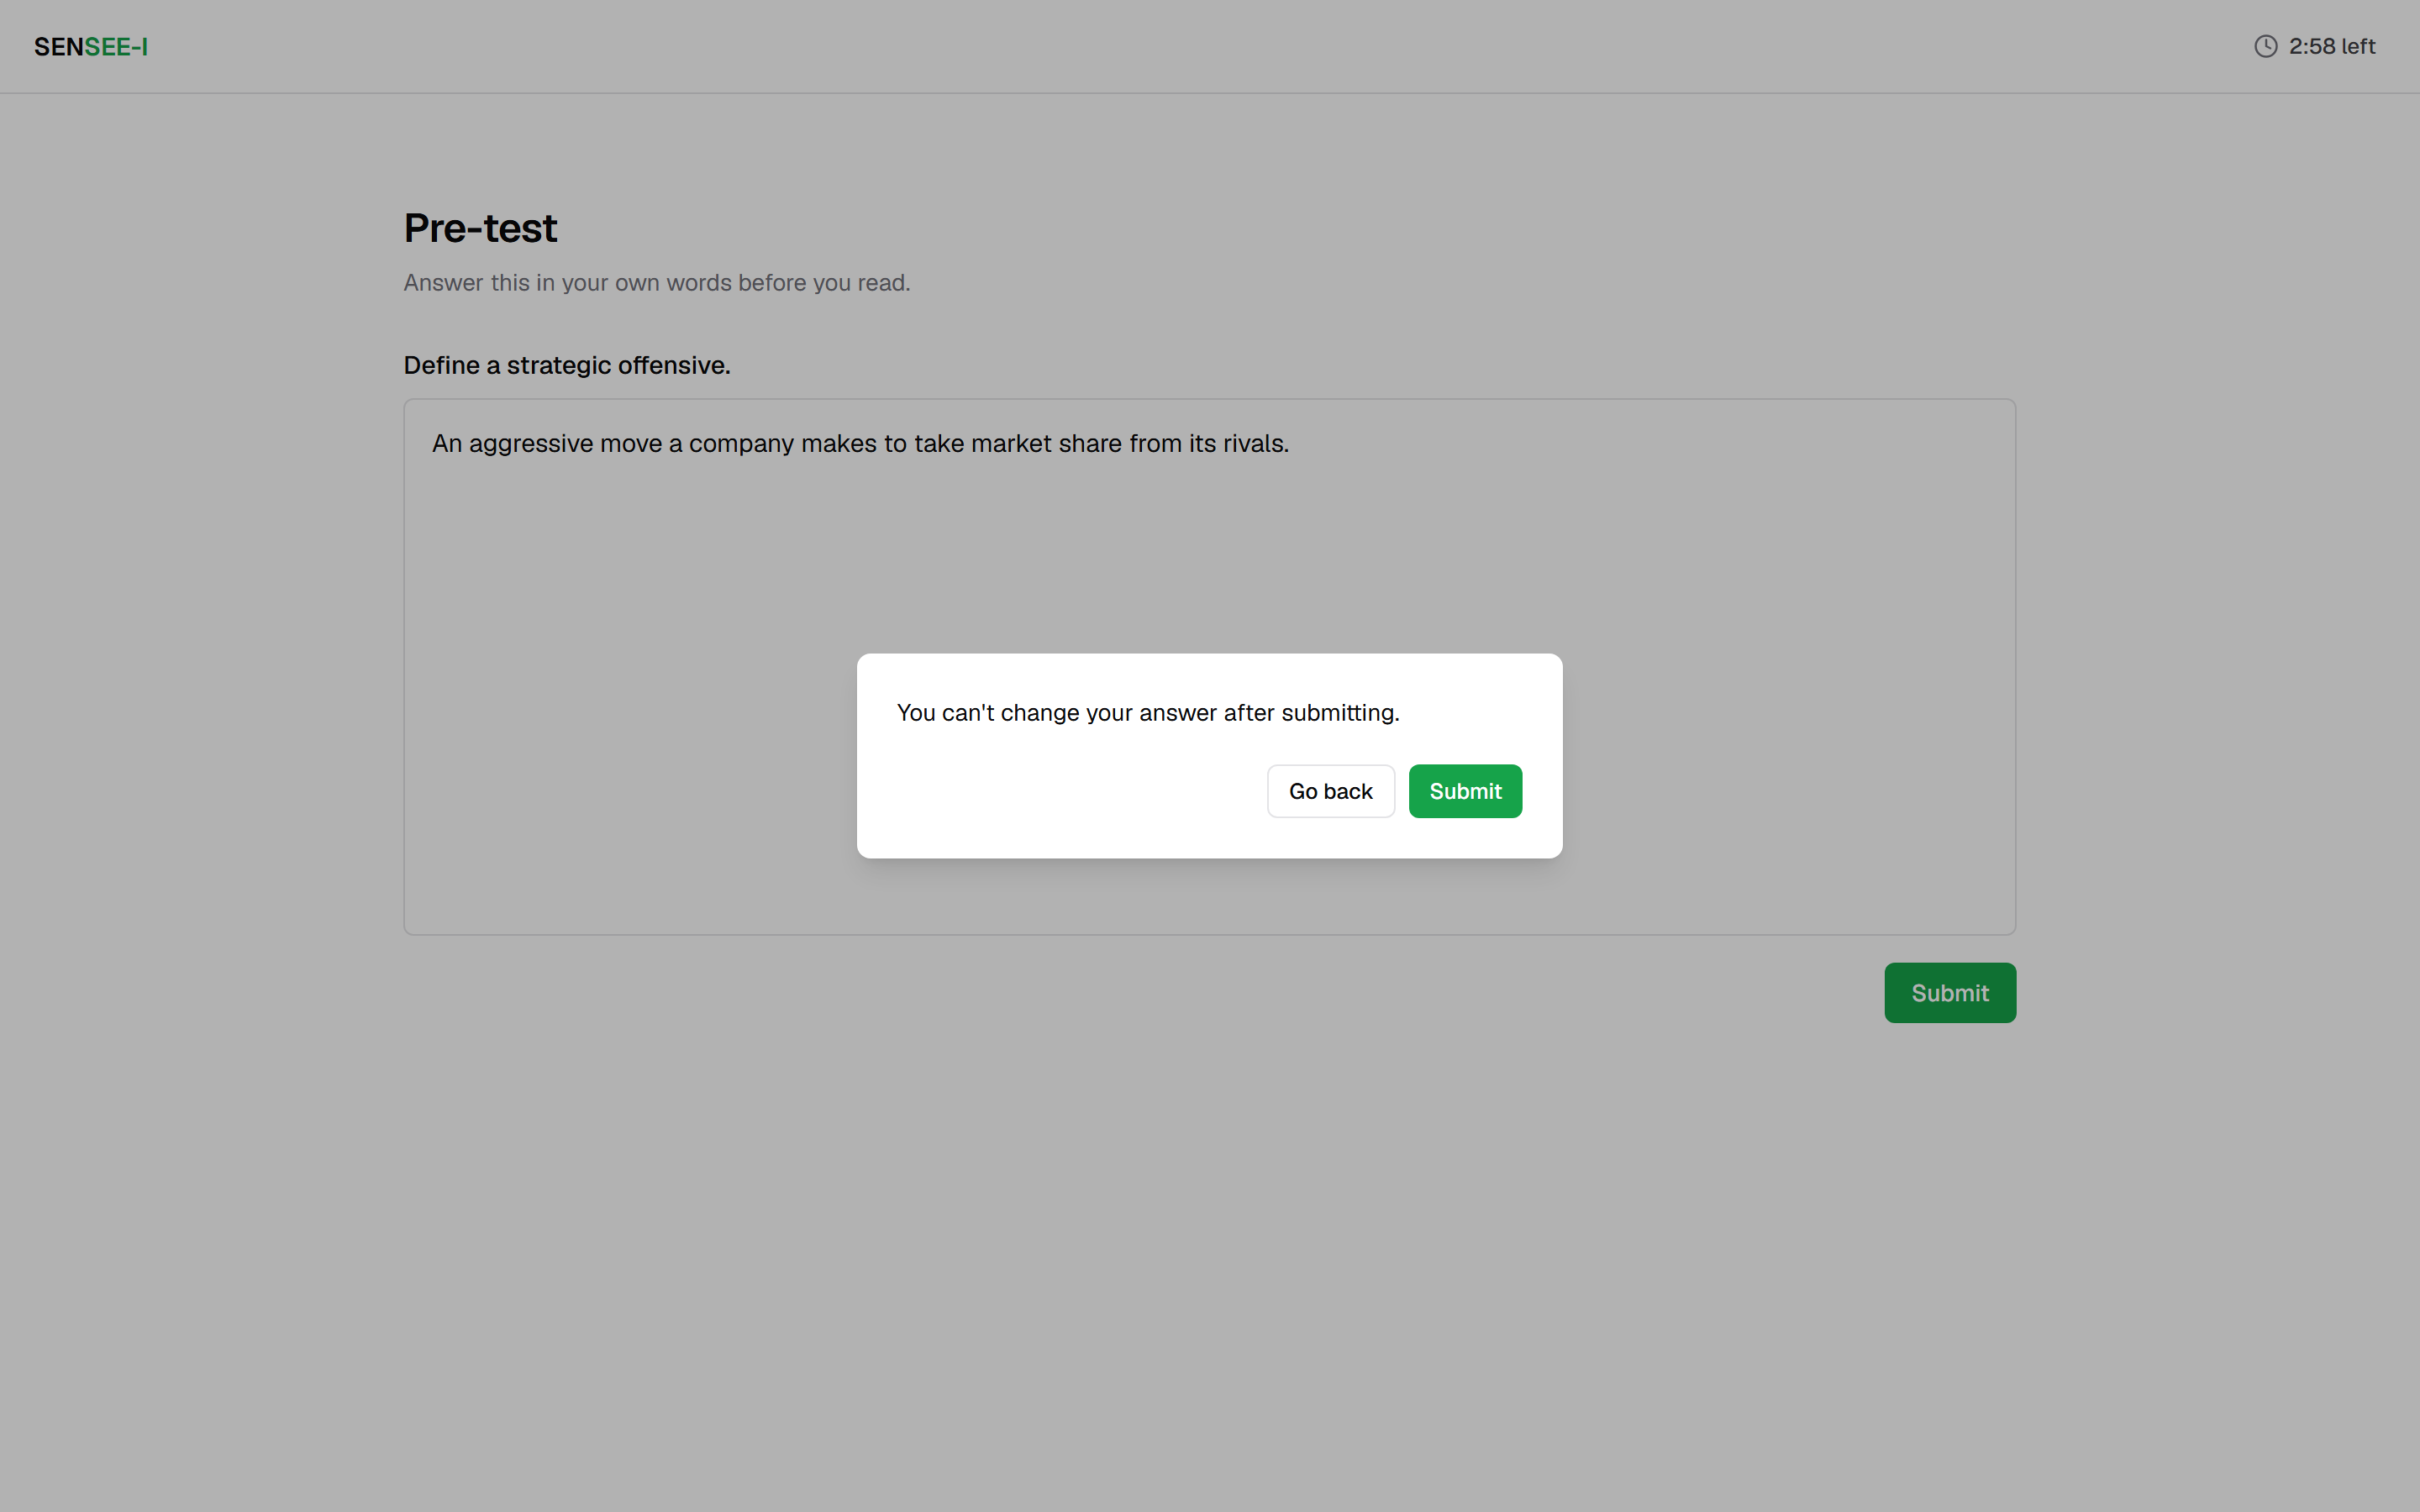 SENSEE-I
2:58 left
Pre-test
Answer this in your own words before you read.
Define a strategic offensive.
An aggressive move a company makes to take market share from its rivals.
You can't change your answer after submitting.
Go back
Submit
Submit